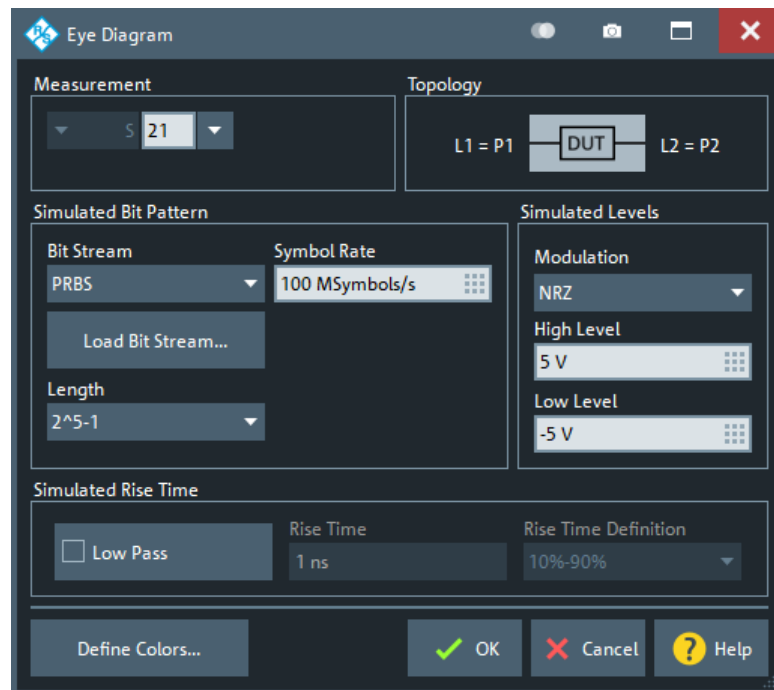 R/S Eye Diagram
Measurement
S 21
Topology
L1 = P1 DUT L2 = P2
Simulated Bit Pattern
Bit Stream Symbol Rate
PRBS 100 MSymbols/s
Load Bit Stream...
Length
2^5-1
Simulated Levels
Modulation
NRZ
High Level
5 V
Low Level
-5 V
Simulated Rise Time
Low Pass
Rise Time Rise Time Definition
1 ns 10%-90%
Define Colors... OK Cancel ? Help